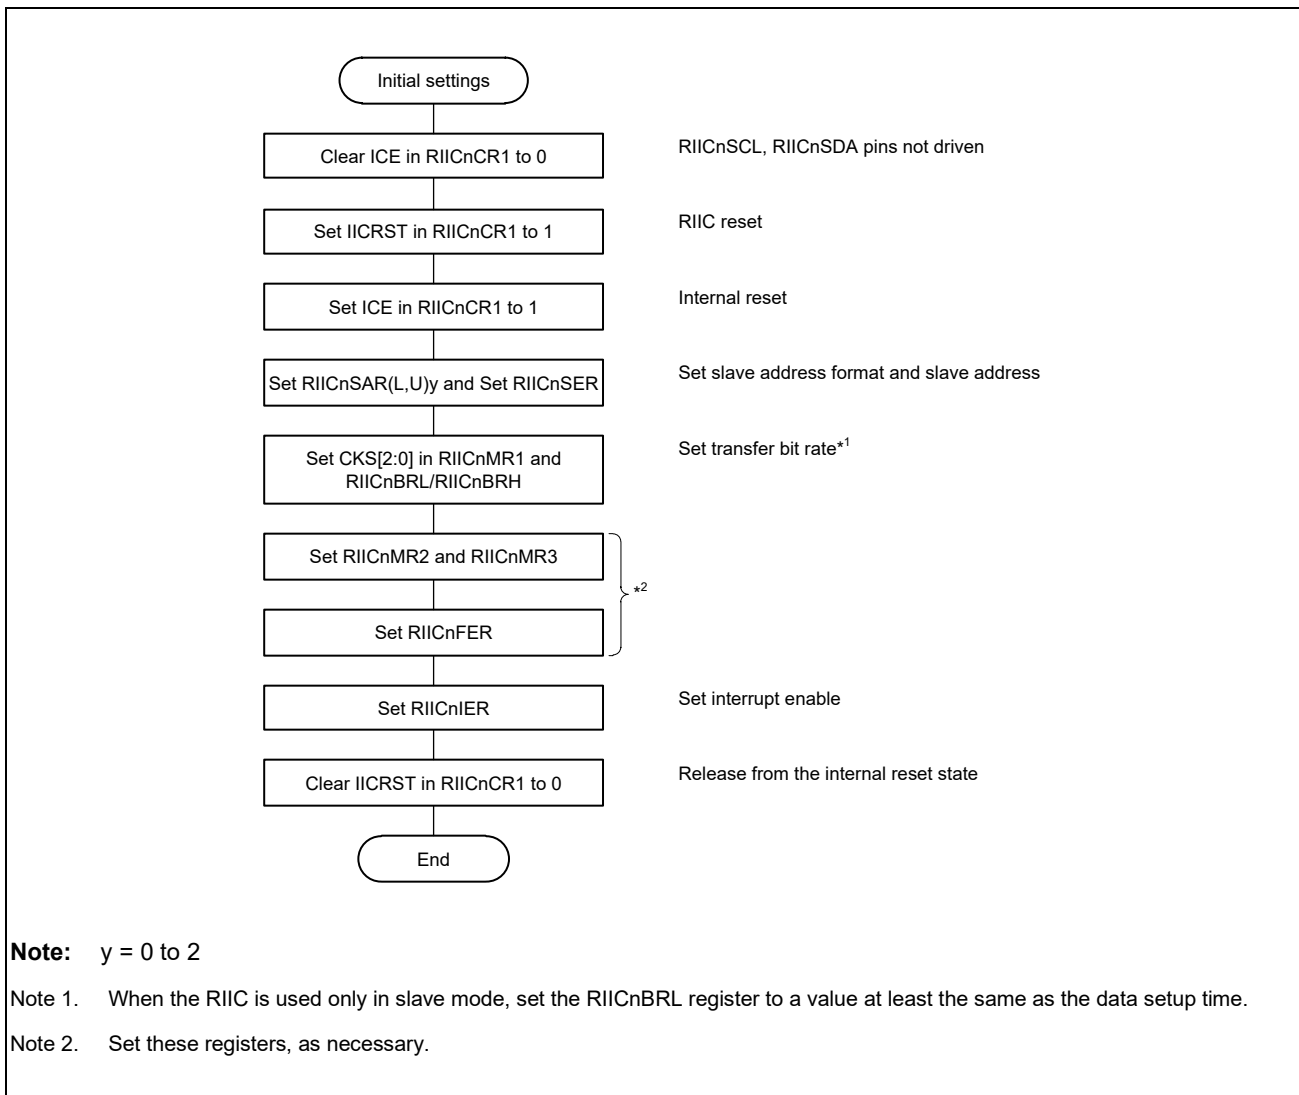 Initial settings
Clear ICE in RIICnCR1 to 0
RIICnSCL, RIICnSDA pins not driven
Set IICRST in RIICnCR1 to 1
RIIC reset
Set ICE in RIICnCR1 to 1
Internal reset
Set RIICnSAR(L,U)y and Set RIICnSER
Set slave address format and slave address
Set CKS[2:0] in RIICnMR1 and
RIICnBRL/RIICnBRH
Set transfer bit rate*1
Set RIICnMR2 and RIICnMR3
*2
Set RIICnFER
Set RIICnIER
Set interrupt enable
Clear IICRST in RIICnCR1 to 0
Release from the internal reset state
End
Note: y = 0 to 2
Note 1. When the RIIC is used only in slave mode, set the RIICnBRL register to a value at least the same as the data setup time.
Note 2. Set these registers, as necessary.